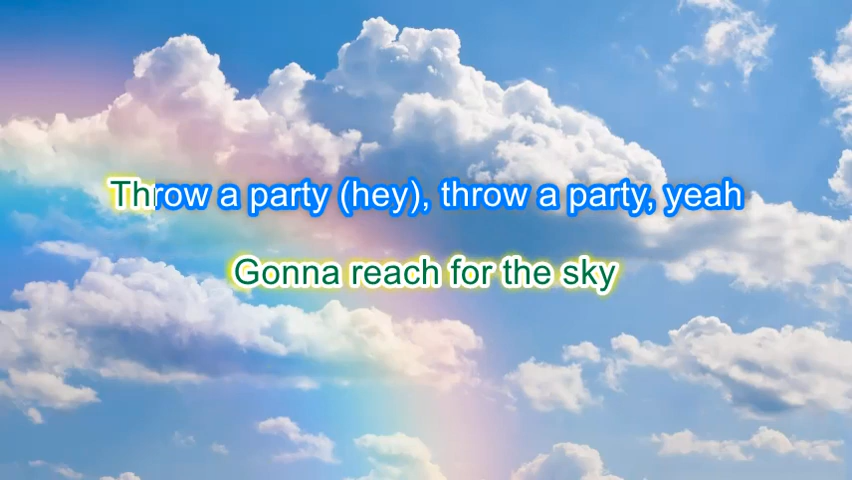 Throw a party (hey), throw a party, yeah
Gonna reach for the sky